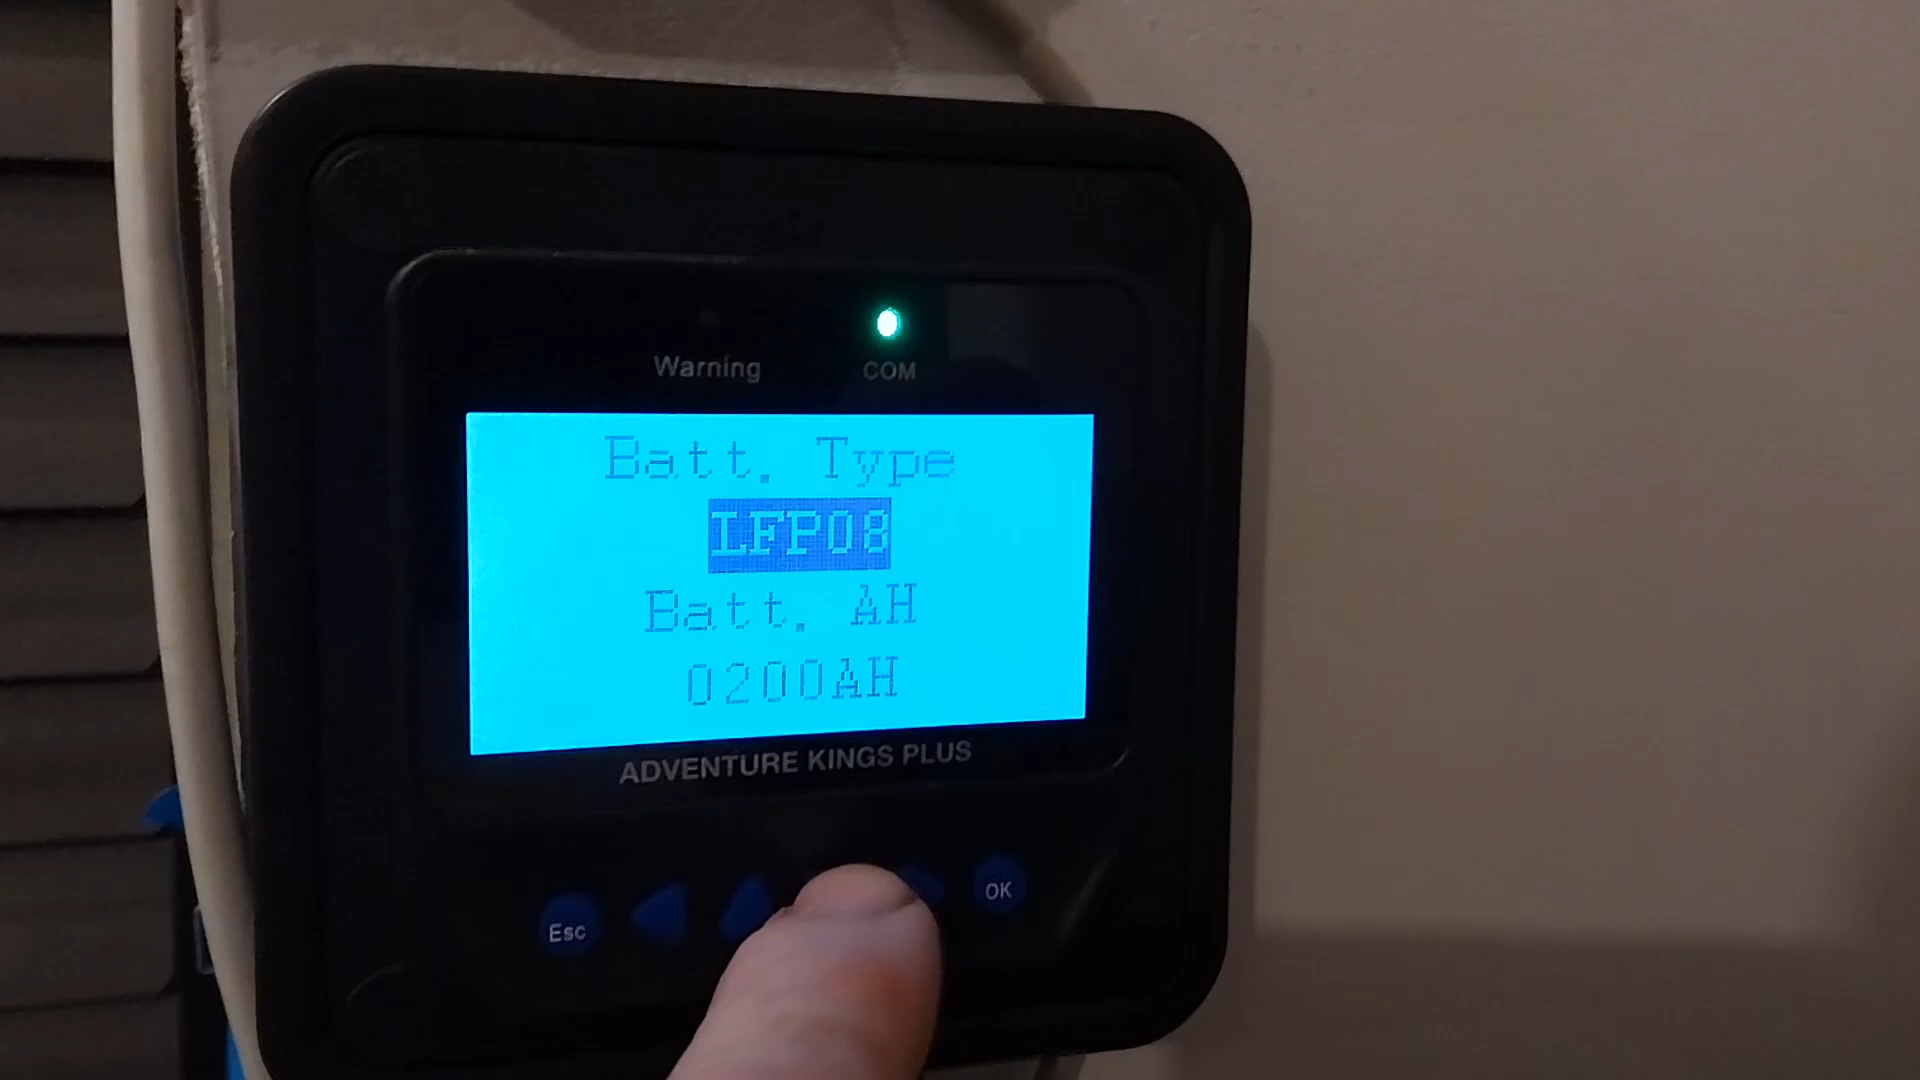 Warning COM
Batt. Type
LFP08
Batt. AH
0200AH
ADVENTURE KINGS PLUS
Esc OK